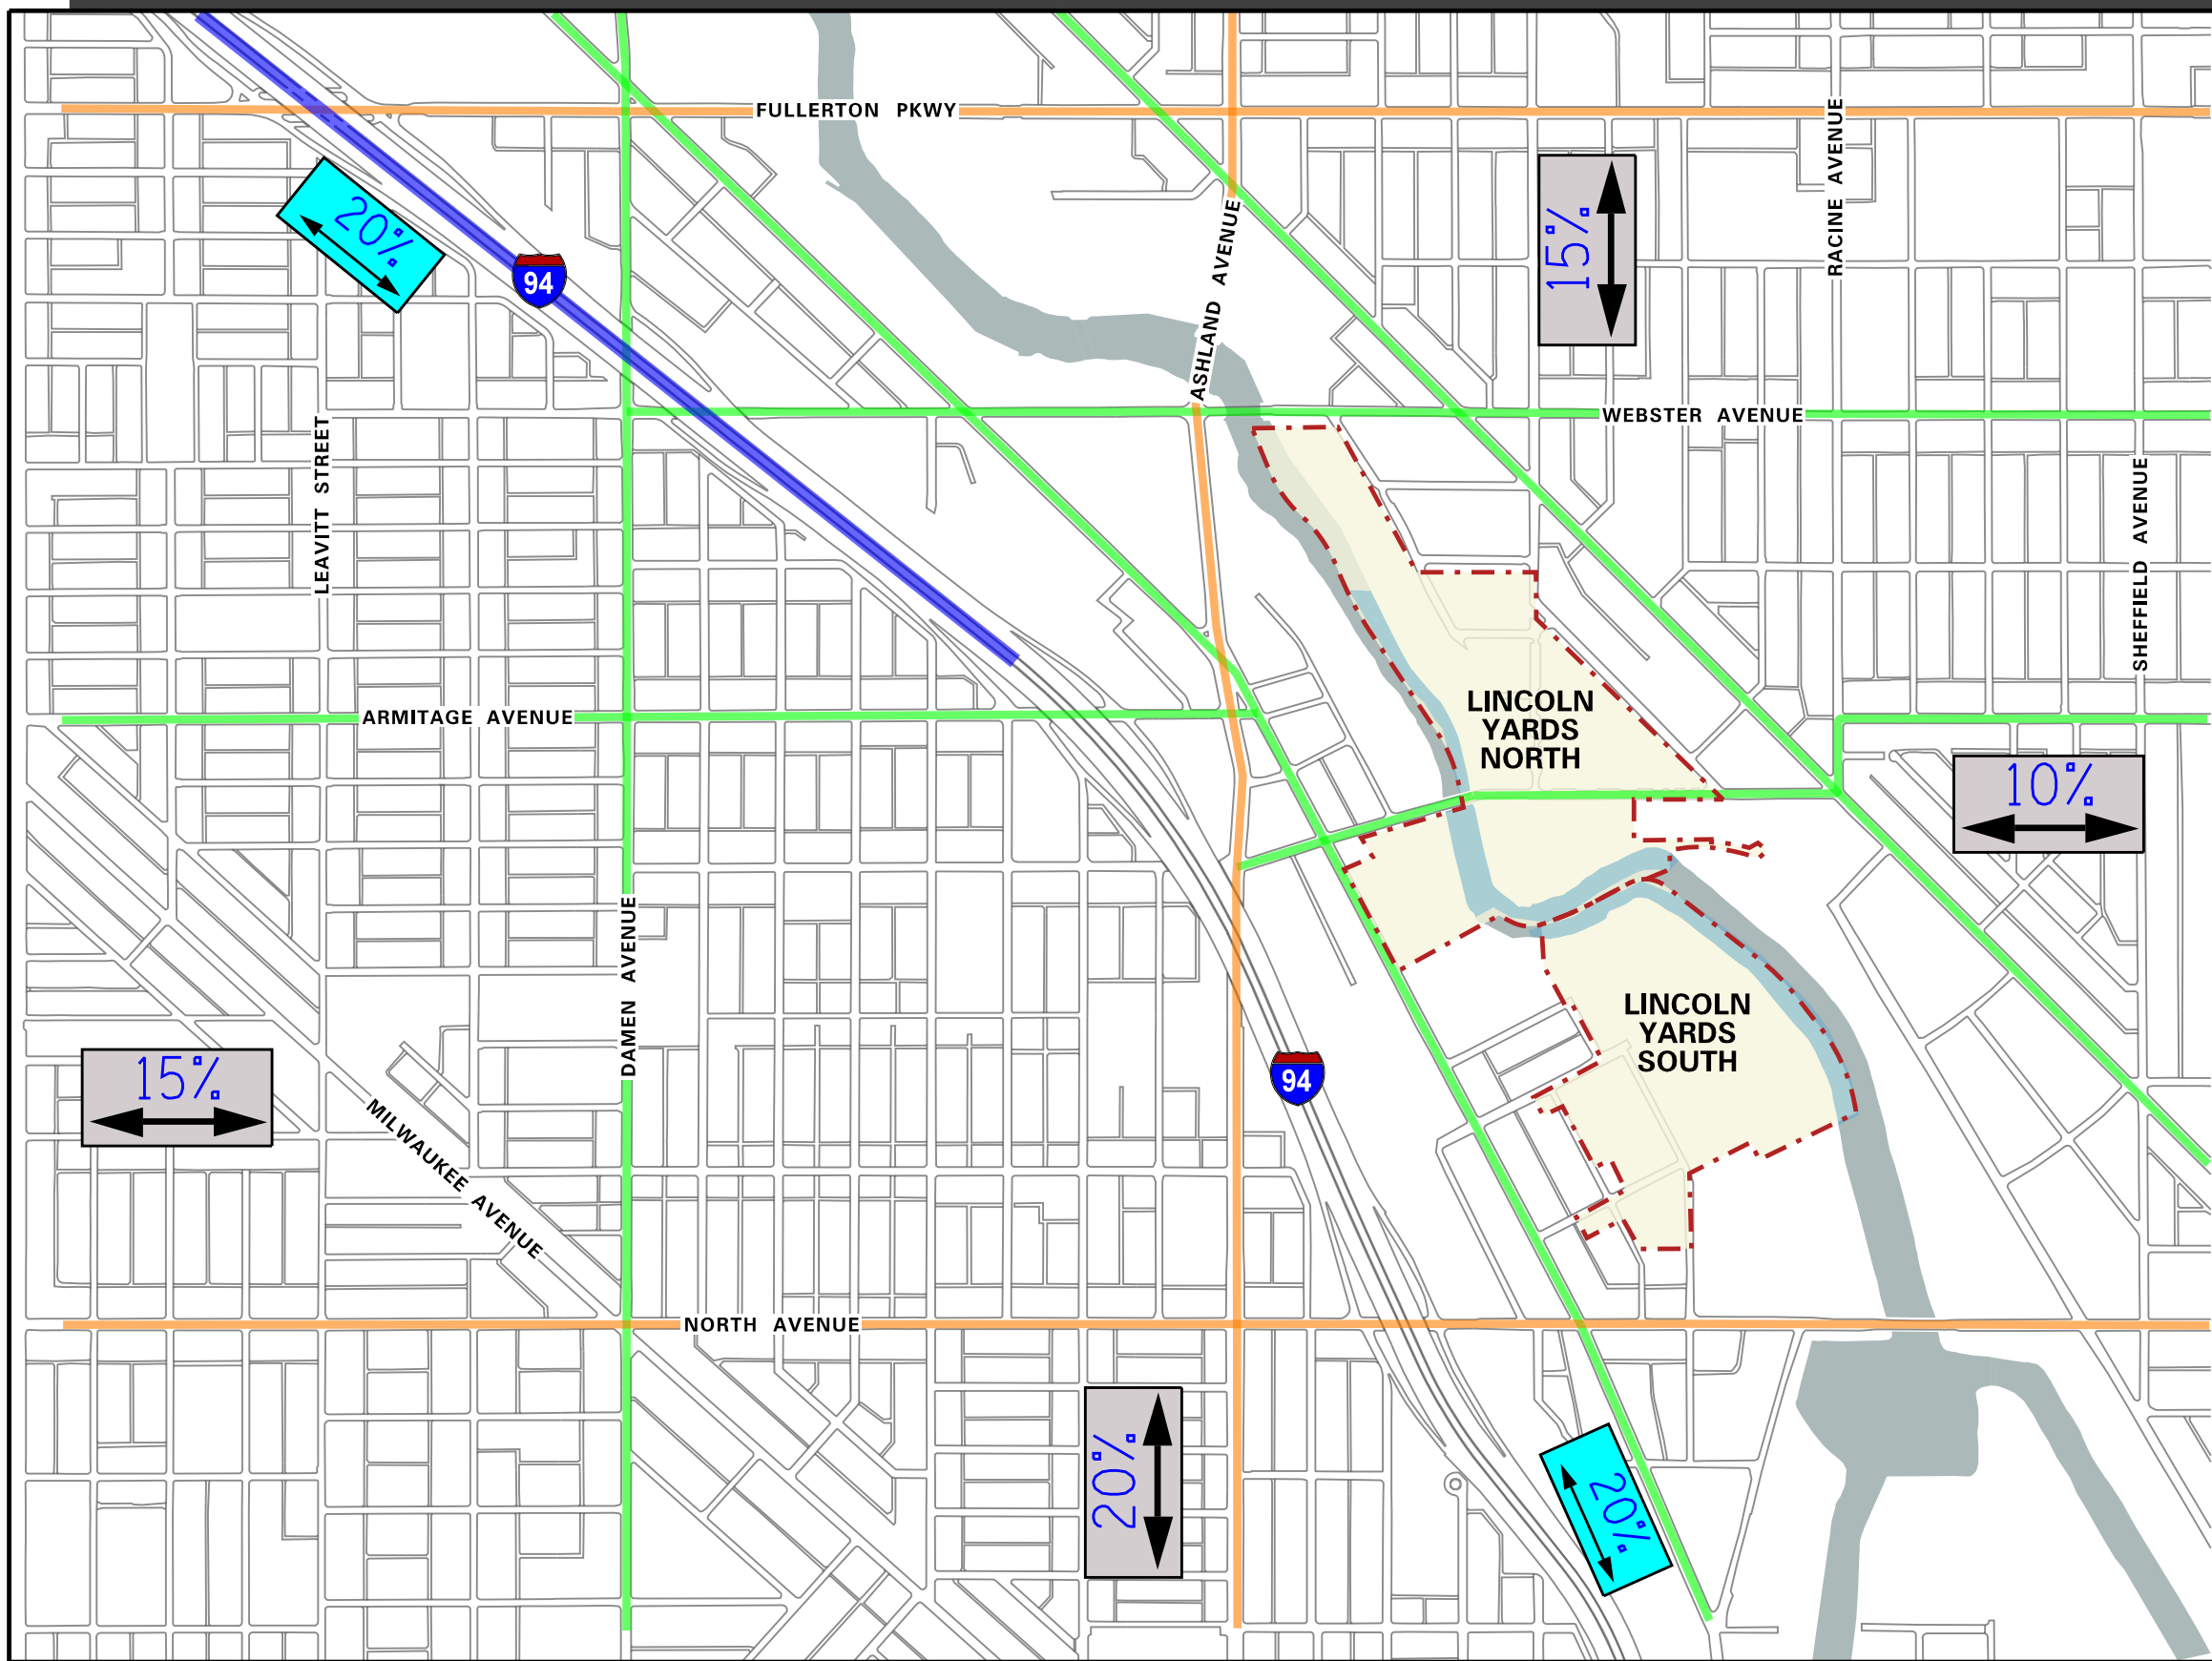 FULLERTON PKWY
RACINE AVENUE
20%
15%
ASHLAND AVENUE
94
WEBSTER AVENUE
LEAVITT STREET
SHEFFIELD AVENUE
LINCOLN
YARDS
NORTH
ARMITAGE AVENUE
10%
DAMEN AVENUE
LINCOLN
YARDS
SOUTH
15%
94
MILWAUKEE AVENUE
NORTH AVENUE
20%
20%